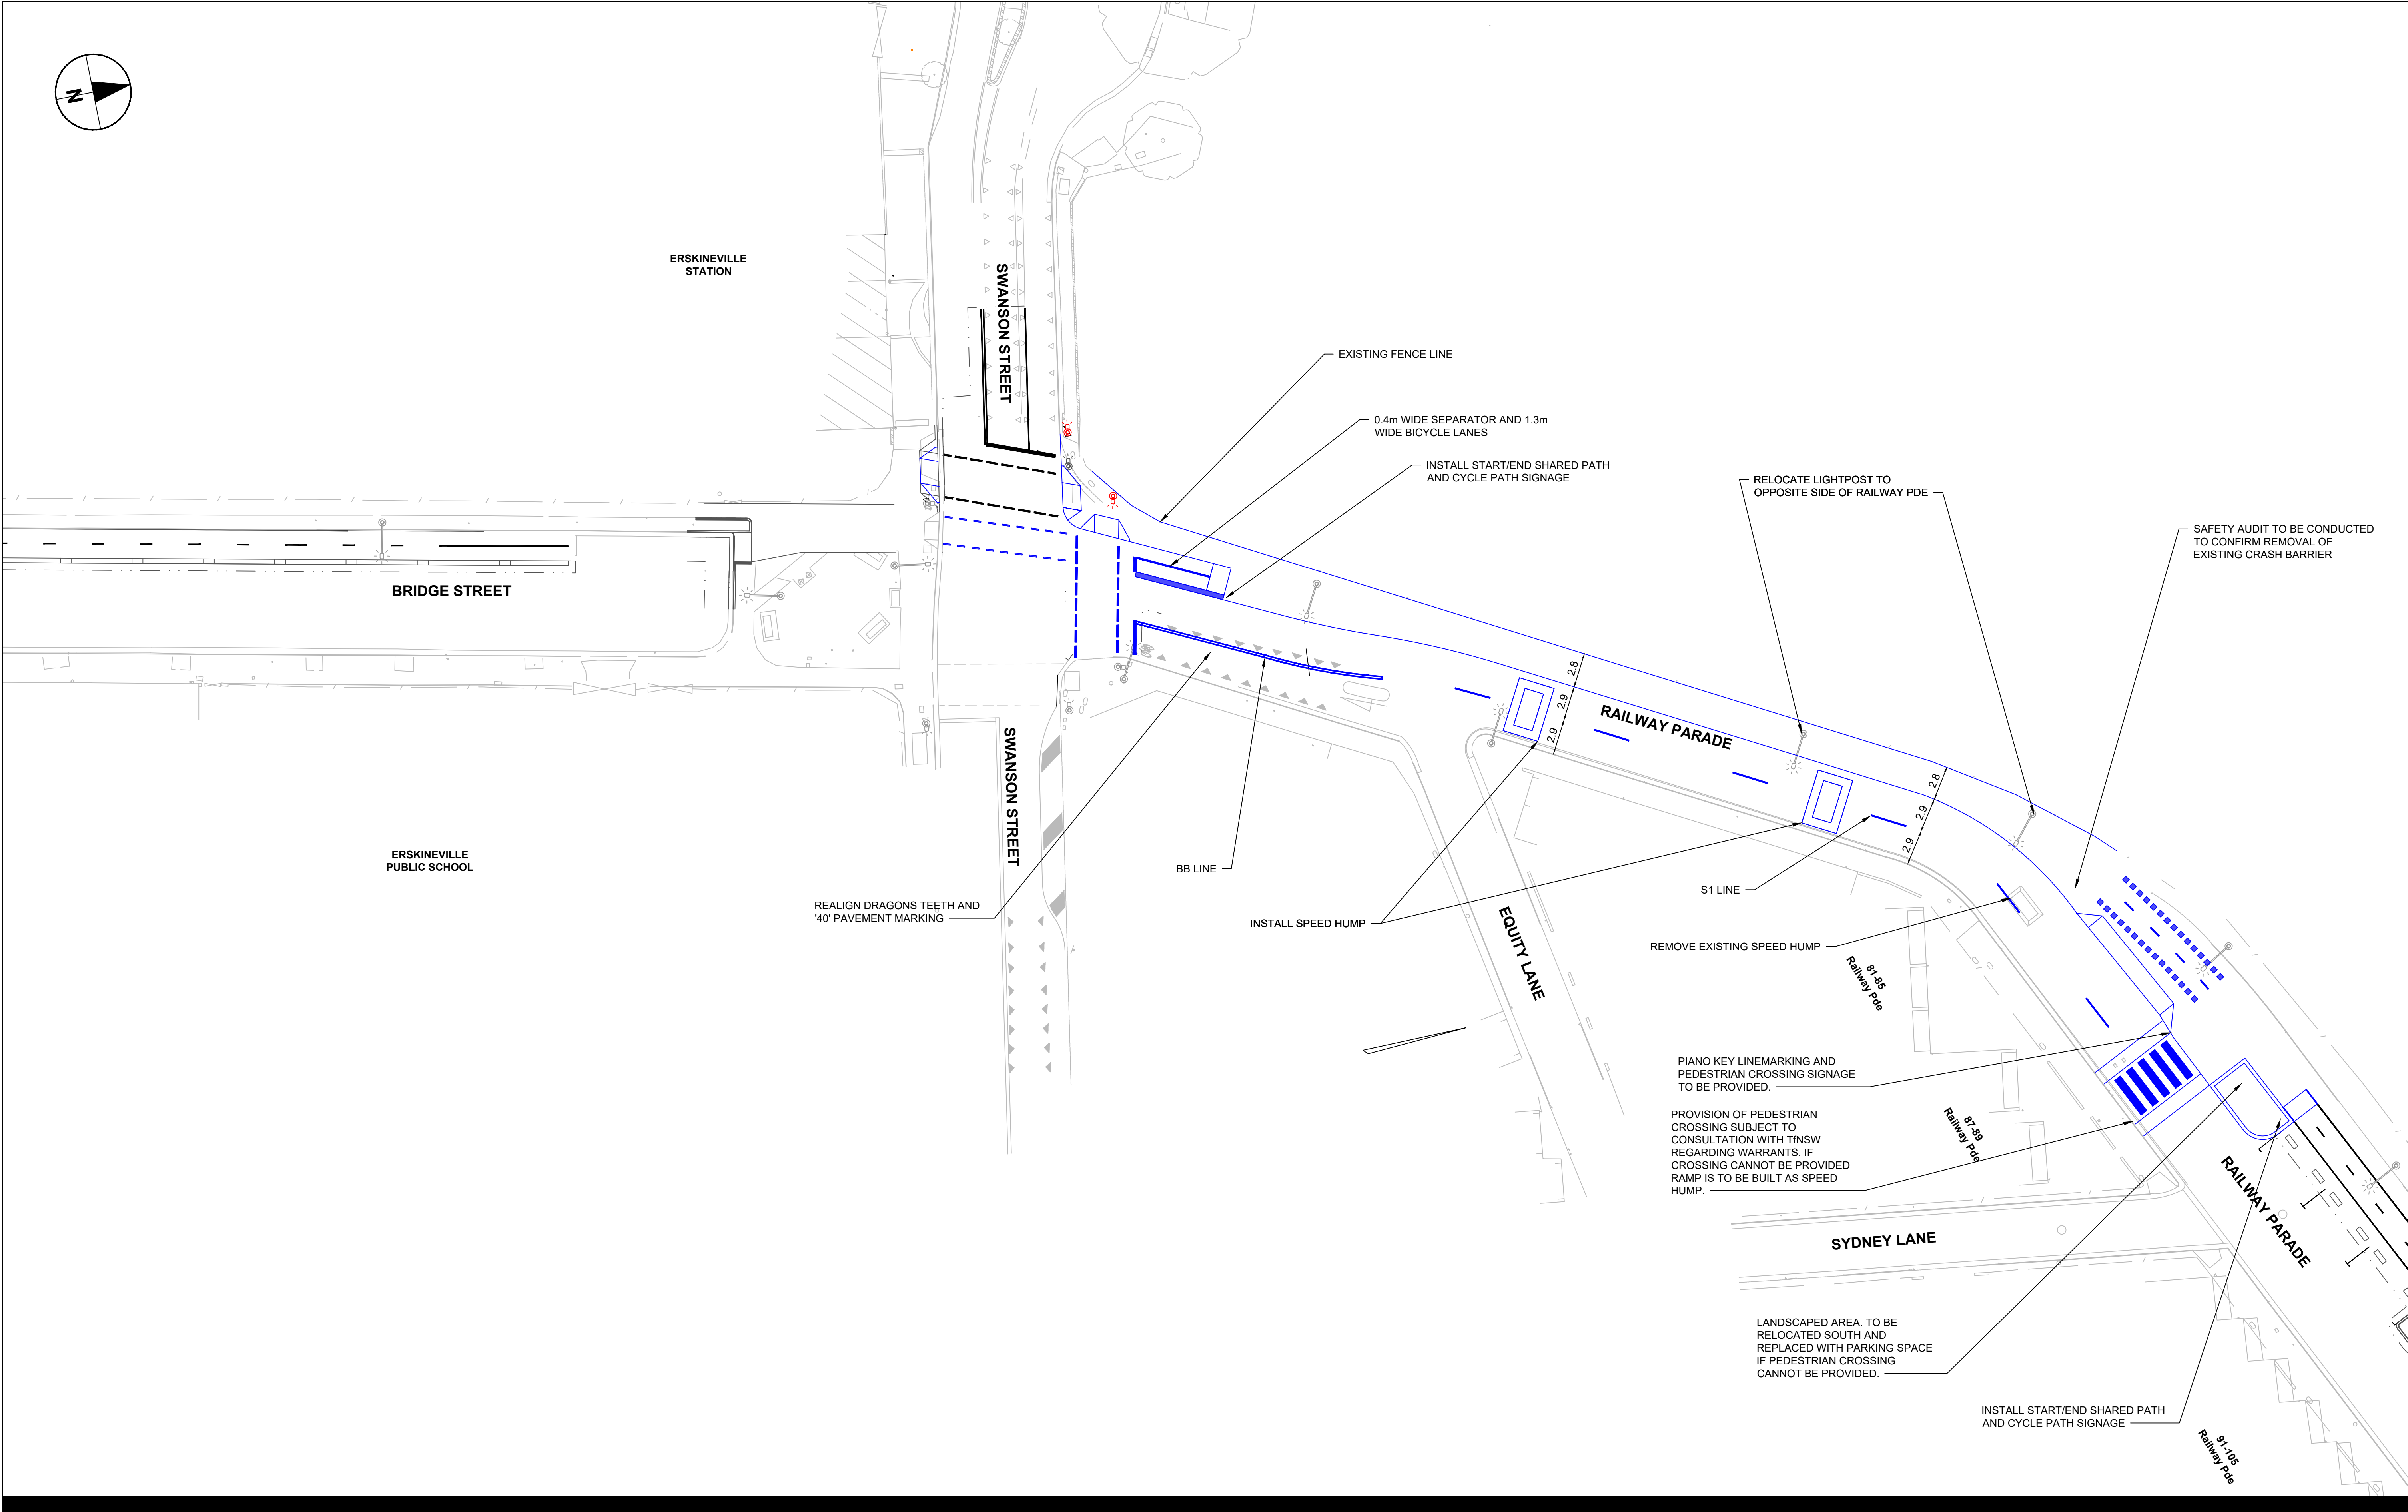 N
ERSKINEVILLE
STATION
SWANSON STREET
EXISTING FENCE LINE
0.4m WIDE SEPARATOR AND 1.3m
WIDE BICYCLE LANES
INSTALL START/END SHARED PATH
AND CYCLE PATH SIGNAGE
RELOCATE LIGHTPOST TO
OPPOSITE SIDE OF RAILWAY PDE
SAFETY AUDIT TO BE CONDUCTED
TO CONFIRM REMOVAL OF
EXISTING CRASH BARRIER
BRIDGE STREET
2.8
2.9
2.9
RAILWAY PARADE
2.8
2.9
2.9
SWANSON STREET
ERSKINEVILLE
PUBLIC SCHOOL
BB LINE
S1 LINE
REALIGN DRAGONS TEETH AND
'40' PAVEMENT MARKING
INSTALL SPEED HUMP
EQUITY LANE
REMOVE EXISTING SPEED HUMP
81-85
Railway Pde
PIANO KEY LINEMARKING AND
PEDESTRIAN CROSSING SIGNAGE
TO BE PROVIDED.
PROVISION OF PEDESTRIAN
CROSSING SUBJECT TO
CONSULTATION WITH TfNSW
REGARDING WARRANTS. IF
CROSSING CANNOT BE PROVIDED
RAMP IS TO BE BUILT AS SPEED
HUMP.
87-89
Railway Pde
RAILWAY PARADE
SYDNEY LANE
LANDSCAPED AREA. TO BE
RELOCATED SOUTH AND
REPLACED WITH PARKING SPACE
IF PEDESTRIAN CROSSING
CANNOT BE PROVIDED.
INSTALL START/END SHARED PATH
AND CYCLE PATH SIGNAGE
91-105
Railway Pde